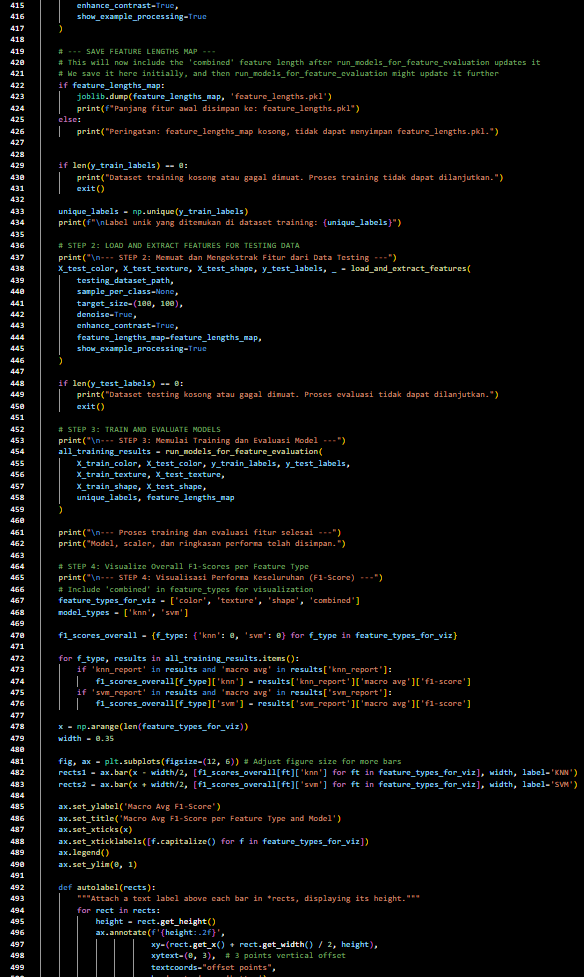 415 enhance_contrast=True,
416 show_example_processing=True
417 )
418
419 # --- SAVE FEATURE LENGTHS MAP ---
420 # This will now include the 'combined' feature length after run_models_for_feature_evaluation updates it
421 # We save it here initially, and then run_models_for_feature_evaluation might update it further
422 if feature_lengths_map:
423 joblib.dump(feature_lengths_map, 'feature_lengths.pkl')
424 print(f"Panjang fitur awal disimpan ke: feature_lengths.pkl")
425 else:
426 print("Peringatan: feature_lengths_map kosong, tidak dapat menyimpan feature_lengths.pkl.")
427
428
429 if len(y_train_labels) == 0:
430 print("Dataset training kosong atau gagal dimuat. Proses training tidak dapat dilanjutkan.")
431 exit()
432
433 unique_labels = np.unique(y_train_labels)
434 print(f"\nLabel unik yang ditemukan di dataset training: {unique_labels}")
435
436 # STEP 2: LOAD AND EXTRACT FEATURES FOR TESTING DATA
437 print("\n--- STEP 2: Memuat dan Mengekstrak Fitur dari Data Testing ---")
438 X_test_color, X_test_texture, X_test_shape, y_test_labels, _ = load_and_extract_features(
439 testing_dataset_path,
440 sample_per_class=None,
441 target_size=(100, 100),
442 denoise=True,
443 enhance_contrast=True,
444 feature_lengths_map=feature_lengths_map,
445 show_example_processing=True
446 )
447
448 if len(y_test_labels) == 0:
449 print("Dataset testing kosong atau gagal dimuat. Proses evaluasi tidak dapat dilanjutkan.")
450 exit()
451
452 # STEP 3: TRAIN AND EVALUATE MODELS
453 print("\n--- STEP 3: Memulai Training dan Evaluasi Model ---")
454 all_training_results = run_models_for_feature_evaluation(
455 X_train_color, X_test_color, y_train_labels, y_test_labels,
456 X_train_texture, X_test_texture,
457 X_train_shape, X_test_shape,
458 unique_labels, feature_lengths_map
459 )
460
461 print("\n--- Proses training dan evaluasi fitur selesai ---")
462 print("Model, scaler, dan ringkasan performa telah disimpan.")
463
464 # STEP 4: Visualize Overall F1-Scores per Feature Type
465 print("\n--- STEP 4: Visualisasi Performa Keseluruhan (F1-Score) ---")
466 # Include 'combined' in feature_types_for_viz
467 feature_types_for_viz = ['color', 'texture', 'shape', 'combined']
468 model_types = ['knn', 'svm']
469
470 f1_scores_overall = {f_type: {'knn': 0, 'svm': 0} for f_type in feature_types_for_viz}
471
472 for f_type, results in all_training_results.items():
473 if 'knn_report' in results and 'macro avg' in results['knn_report']:
474 f1_scores_overall[f_type]['knn'] = results['knn_report']['macro avg']['f1-score']
475 if 'svm_report' in results and 'macro avg' in results['svm_report']:
476 f1_scores_overall[f_type]['svm'] = results['svm_report']['macro avg']['f1-score']
477
478 x = np.arange(len(feature_types_for_viz))
479 width = 0.35
480
481 fig, ax = plt.subplots(figsize=(12, 6)) # Adjust figure size for more bars
482 rects1 = ax.bar(x - width/2, [f1_scores_overall[ft]['knn'] for ft in feature_types_for_viz], width, label='KNN')
483 rects2 = ax.bar(x + width/2, [f1_scores_overall[ft]['svm'] for ft in feature_types_for_viz], width, label='SVM')
484
485 ax.set_ylabel('Macro Avg F1-Score')
486 ax.set_title('Macro Avg F1-Score per Feature Type and Model')
487 ax.set_xticks(x)
488 ax.set_xticklabels([f.capitalize() for f in feature_types_for_viz])
489 ax.legend()
490 ax.set_ylim(0, 1)
491
492 def autolabel(rects):
493 """Attach a text label above each bar in *rects, displaying its height."""
494 for rect in rects:
495 height = rect.get_height()
496 ax.annotate(f'{height:.2f}',
497 xy=(rect.get_x() + rect.get_width() / 2, height),
498 xytext=(0, 3), # 3 points vertical offset
499 textcoords="offset points",